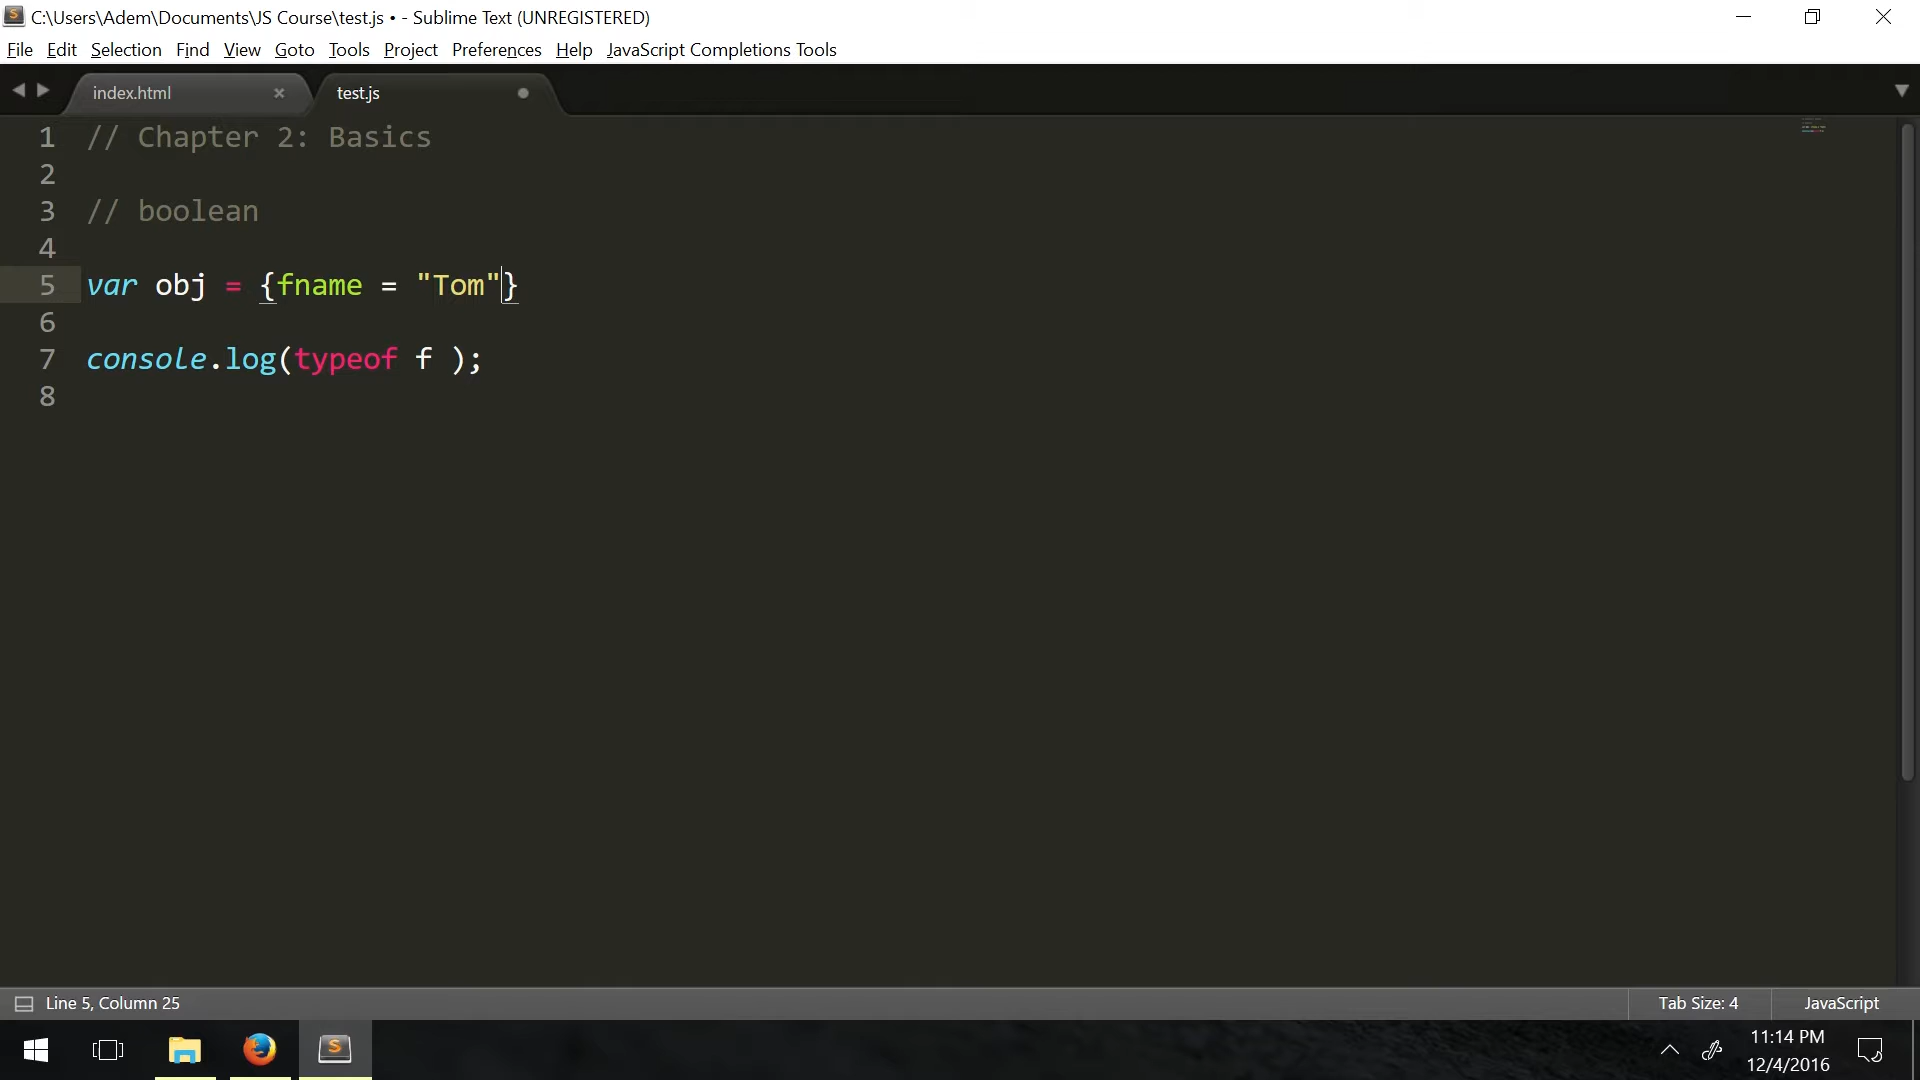 C:\Users\Adem\Documents\JS Course\test.js • - Sublime Text (UNREGISTERED)
File Edit Selection Find View Goto Tools Project Preferences Help JavaScript Completions Tools
index.html × test.js
1 // Chapter 2: Basics
2
3 // boolean
4
5 var obj = {fname = "Tom"}
6
7 console.log(typeof f );
8
Line 5, Column 25 Tab Size: 4 JavaScript
11:14 PM
12/4/2016